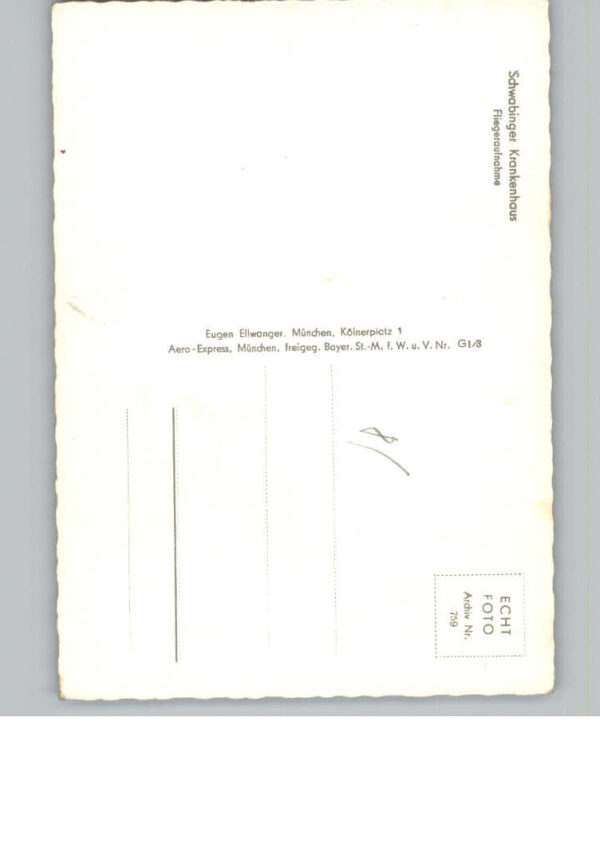 Schwabinger Krankenhaus
Fliegeraufnahme
Eugen Ellwanger, München, Kölnerplatz 1
Aero-Express, München, freigeg. Bayer. St.-M. f. W. u. V. Nr. G1/8
ECHT
FOTO
Archiv Nr.
759